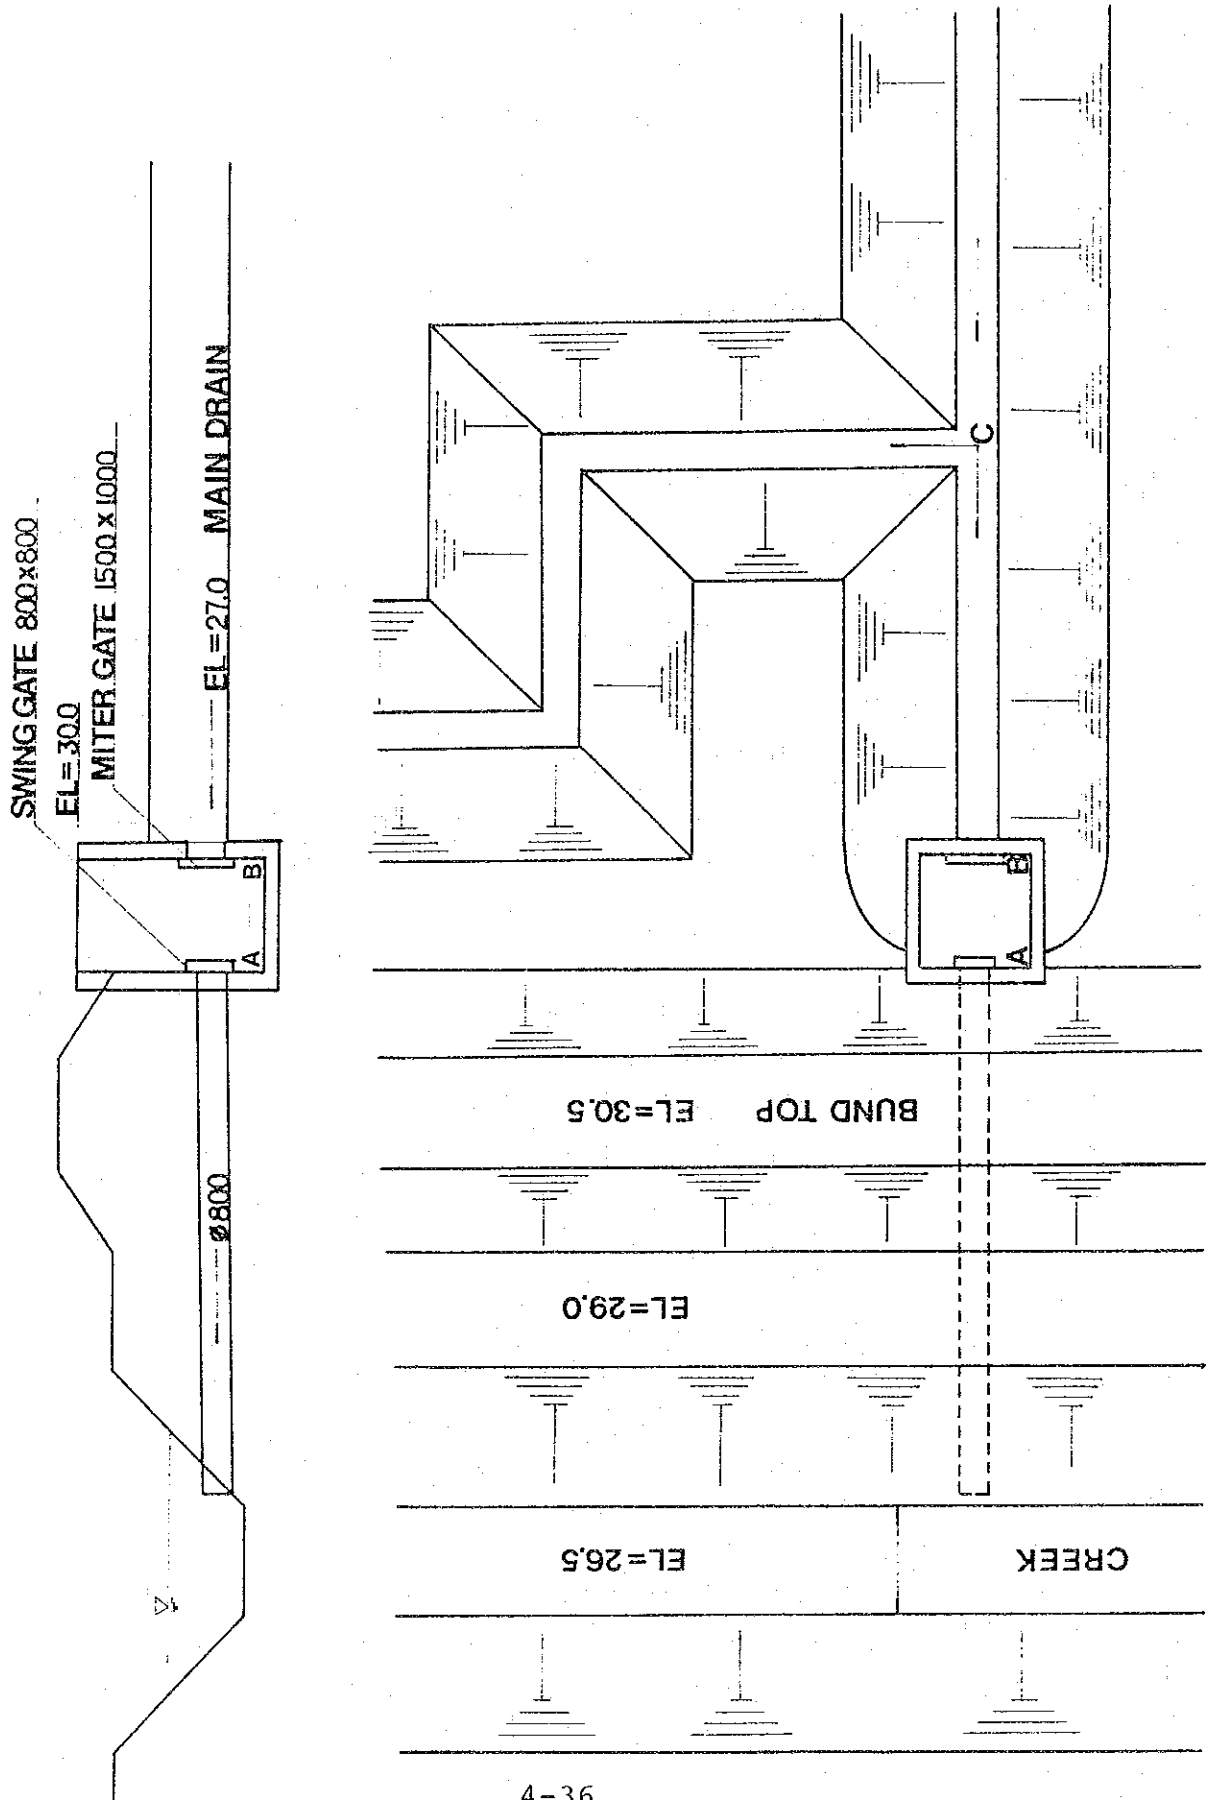 SWING GATE 800x800
EL=30.0
MITER GATE 1500 x 1000
EL=27.0 MAIN DRAIN
A
B
ø800
C
A
B
BUND TOP EL=30.5
EL=29.0
EL=26.5
CREEK
4-36